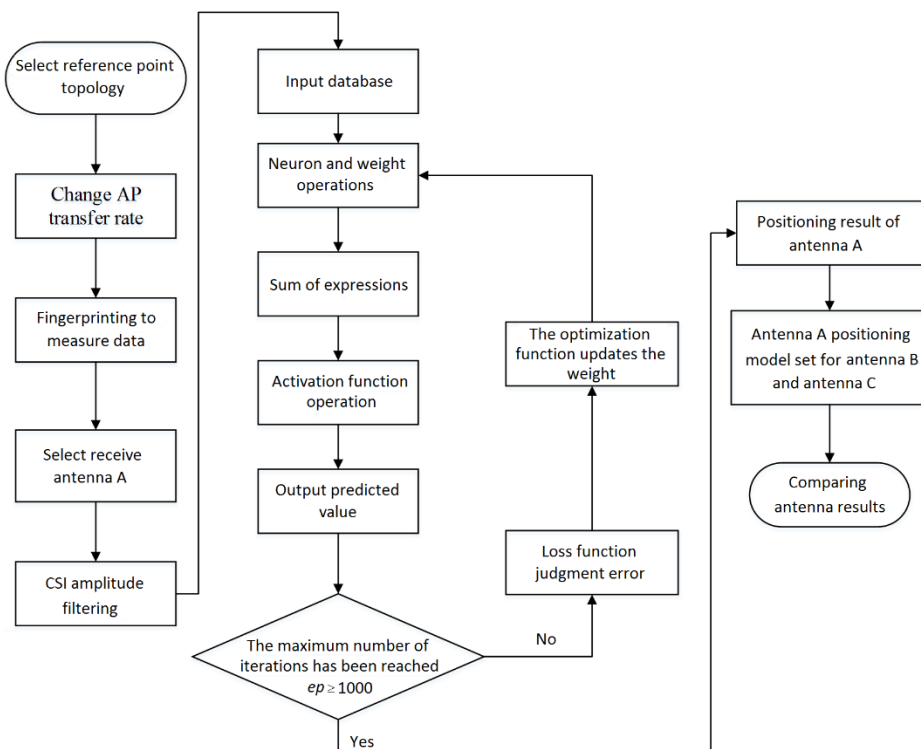 Select reference point
topology
Change AP
transfer rate
Fingerprinting to
measure data
Select receive
antenna A
CSI amplitude
filtering
Input database
Neuron and weight
operations
Sum of expressions
Activation function
operation
Output predicted
value
The maximum number of
iterations has been reached
ep ≥ 1000
No
Yes
Loss function
judgment error
The optimization
function updates the
weight
Positioning result of
antenna A
Antenna A positioning
model set for antenna B
and antenna C
Comparing
antenna results